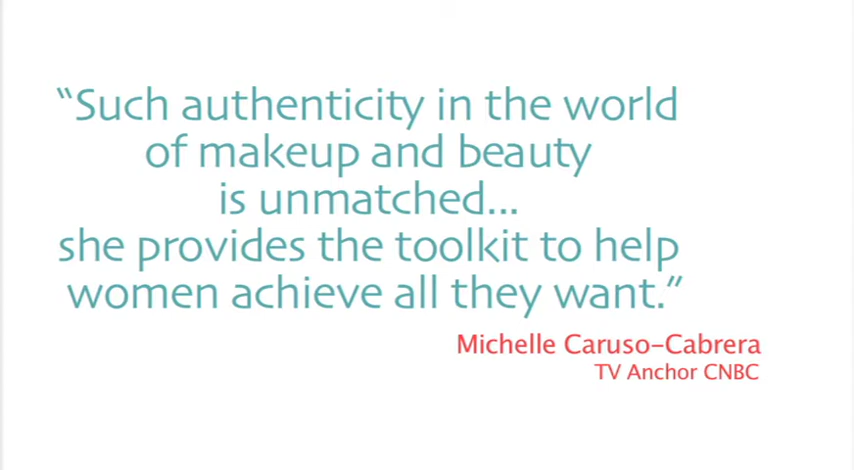 “Such authenticity in the world
of makeup and beauty
is unmatched...
she provides the toolkit to help
women achieve all they want.”
Michelle Caruso-Cabrera
TV Anchor CNBC